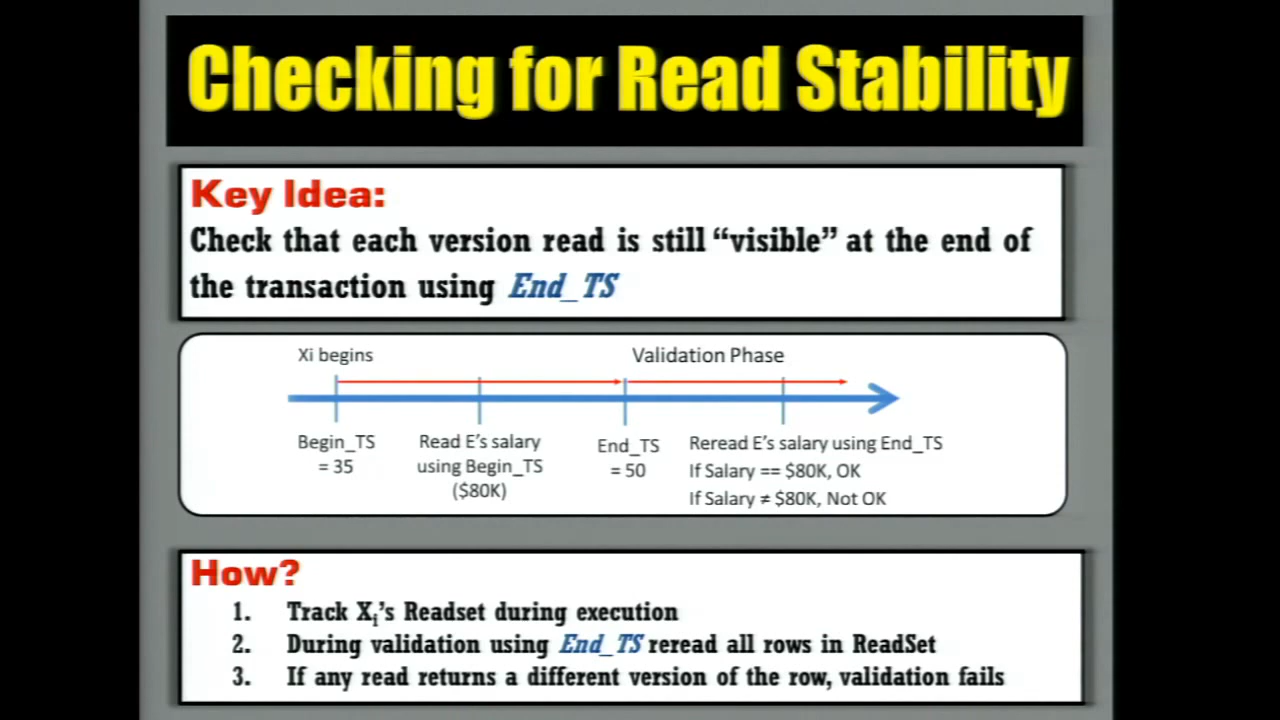 Checking for Read Stability
Key Idea:
Check that each version read is still “visible” at the end of
the transaction using End_TS
Xi begins
Validation Phase
Begin_TS
= 35
Read E's salary
using Begin_TS
($80K)
End_TS
= 50
Reread E's salary using End_TS
If Salary == $80K, OK
If Salary ≠ $80K, Not OK
How?
1. Track Xi's Readset during execution
2. During validation using End_TS reread all rows in ReadSet
3. If any read returns a different version of the row, validation fails